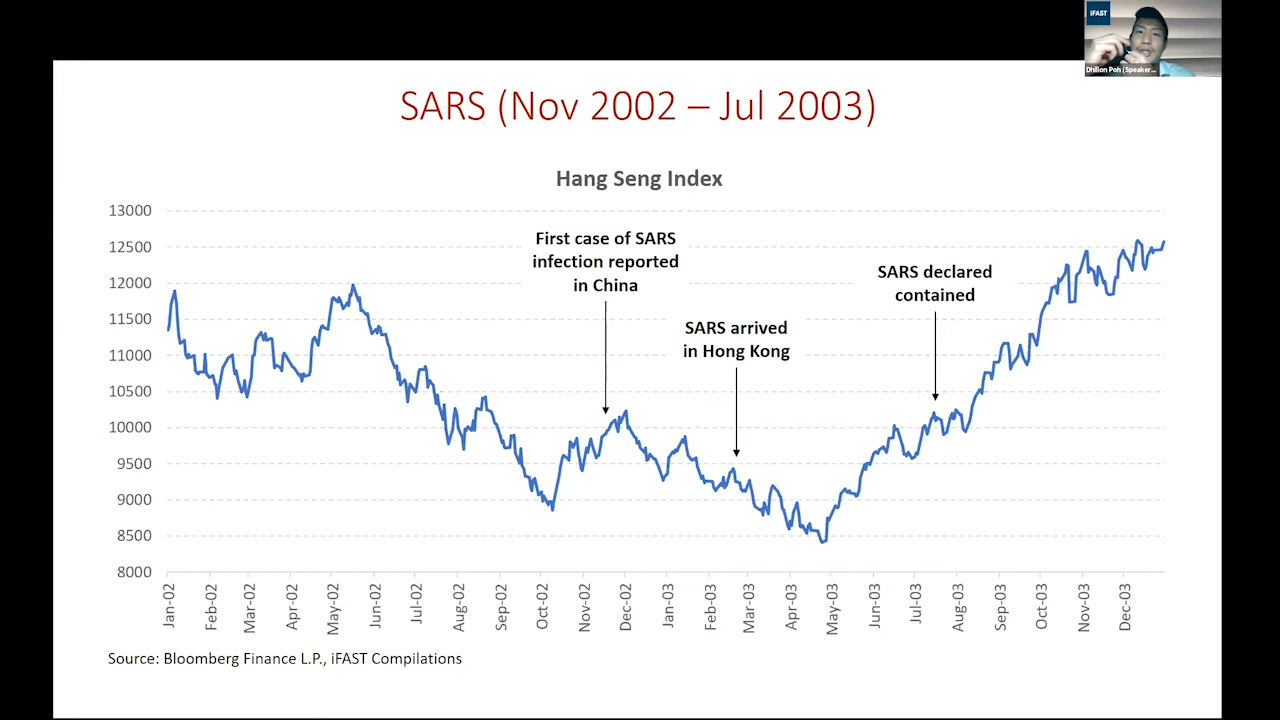 iFAST
Dhillon Poh (Speaker...
SARS (Nov 2002 – Jul 2003)
Hang Seng Index
13000
12500
12000
11500
11000
10500
10000
9500
9000
8500
8000
First case of SARS
infection reported
in China
SARS arrived
in Hong Kong
SARS declared
contained
Jan-02
Feb-02
Mar-02
Apr-02
May-02
Jun-02
Jul-02
Aug-02
Sep-02
Oct-02
Nov-02
Dec-02
Jan-03
Feb-03
Mar-03
Apr-03
May-03
Jun-03
Jul-03
Aug-03
Sep-03
Oct-03
Nov-03
Dec-03
Source: Bloomberg Finance L.P., iFAST Compilations